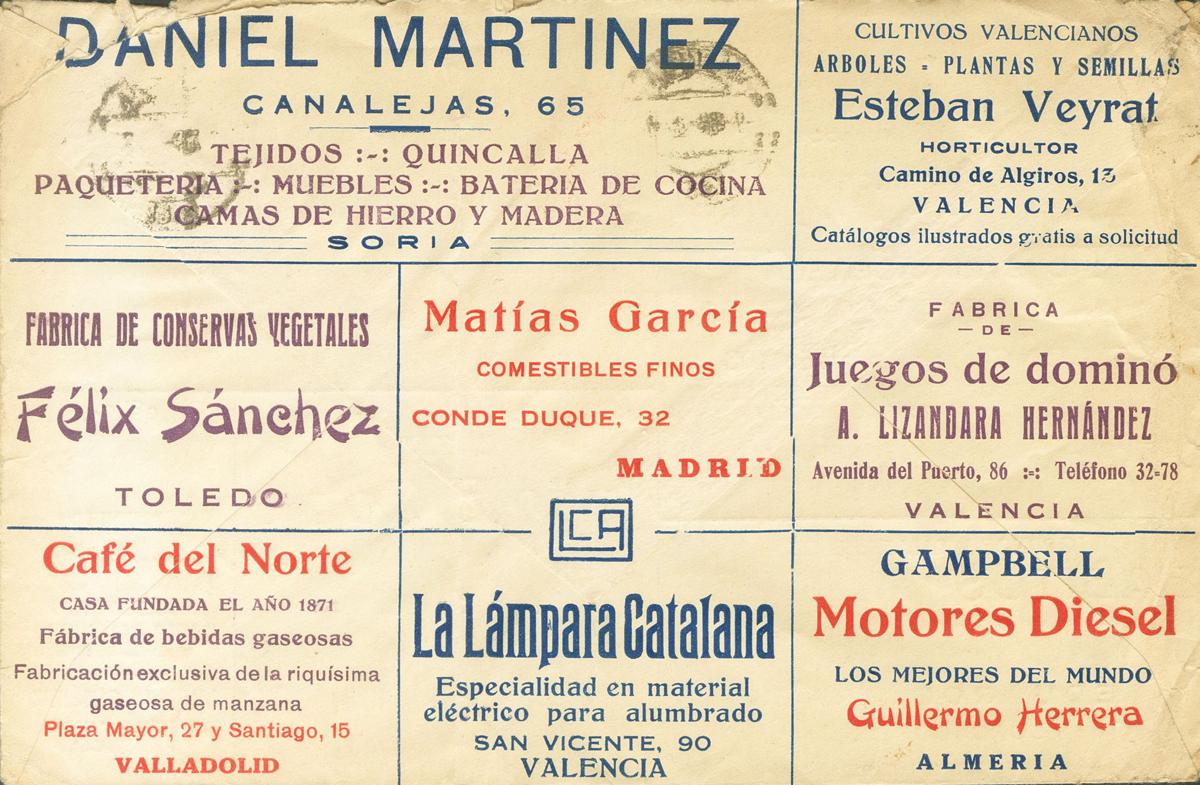 DANIEL MARTINEZ
CANALEJAS, 65
TEJIDOS :-: QUINCALLA
PAQUETERIA :-: MUEBLES :-: BATERIA DE COCINA
CAMAS DE HIERRO Y MADERA
SORIA
CULTIVOS VALENCIANOS
ARBOLES = PLANTAS Y SEMILLAS
Esteban Veyrat
HORTICULTOR
Camino de Algiros, 13
VALENCIA
Catálogos ilustrados gratis a solicitud
FABRICA DE CONSERVAS VEGETALES
Félix Sánchez
TOLEDO
Matías García
COMESTIBLES FINOS
CONDE DUQUE, 32
MADRID
FABRICA
—DE—
Juegos de dominó
A. LIZANDARA HERNÁNDEZ
Avenida del Puerto, 86 :-: Teléfono 32-78
VALENCIA
Café del Norte
CASA FUNDADA EL AÑO 1871
Fábrica de bebidas gaseosas
Fabricación exclusiva de la riquísima
gaseosa de manzana
Plaza Mayor, 27 y Santiago, 15
VALLADOLID
LCA
La Lámpara Catalana
Especialidad en material
eléctrico para alumbrado
SAN VICENTE, 90
VALENCIA
GAMPBELL
Motores Diesel
LOS MEJORES DEL MUNDO
Guillermo Herrera
ALMERIA